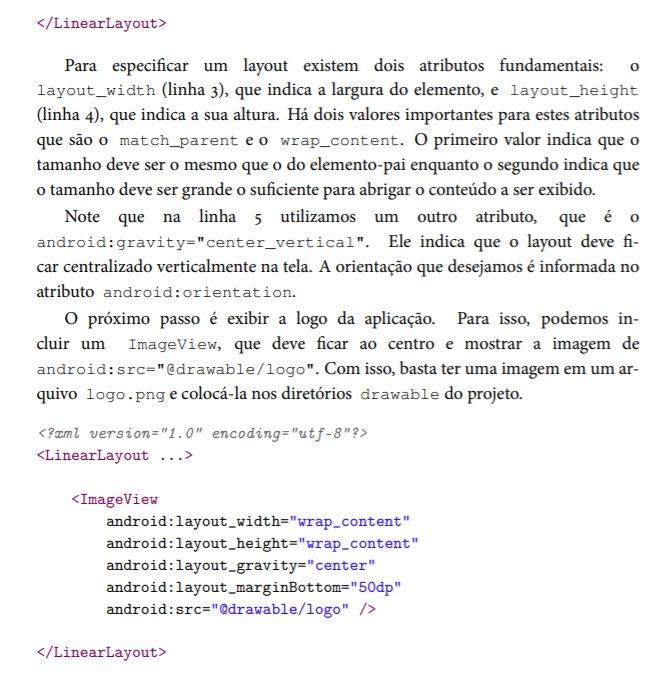 </LinearLayout>
Para especificar um layout existem dois atributos fundamentais: o
layout_width (linha 3), que indica a largura do elemento, e layout_height
(linha 4), que indica a sua altura. Há dois valores importantes para estes atributos
que são o match_parent e o wrap_content. O primeiro valor indica que o
tamanho deve ser o mesmo que o do elemento-pai enquanto o segundo indica que
o tamanho deve ser grande o suficiente para abrigar o conteúdo a ser exibido.
Note que na linha 5 utilizamos um outro atributo, que é o
android:gravity="center_vertical". Ele indica que o layout deve fi-
car centralizado verticalmente na tela. A orientação que desejamos é informada no
atributo android:orientation.
O próximo passo é exibir a logo da aplicação. Para isso, podemos in-
cluir um ImageView, que deve ficar ao centro e mostrar a imagem de
android:src="@drawable/logo". Com isso, basta ter uma imagem em um ar-
quivo logo.png e colocá-la nos diretórios drawable do projeto.
<?xml version="1.0" encoding="utf-8"?>
<LinearLayout ...>
<ImageView
android:layout_width="wrap_content"
android:layout_height="wrap_content"
android:layout_gravity="center"
android:layout_marginBottom="50dp"
android:src="@drawable/logo" />
</LinearLayout>